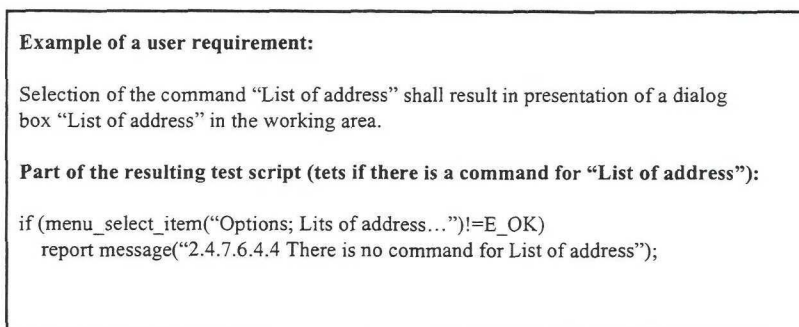 Example of a user requirement:
Selection of the command “List of address” shall result in presentation of a dialog
box “List of address” in the working area.
Part of the resulting test script (tets if there is a command for “List of address”):
if (menu_select_item(“Options; Lits of address...”)!=E_OK)
report message(“2.4.7.6.4.4 There is no command for List of address”);